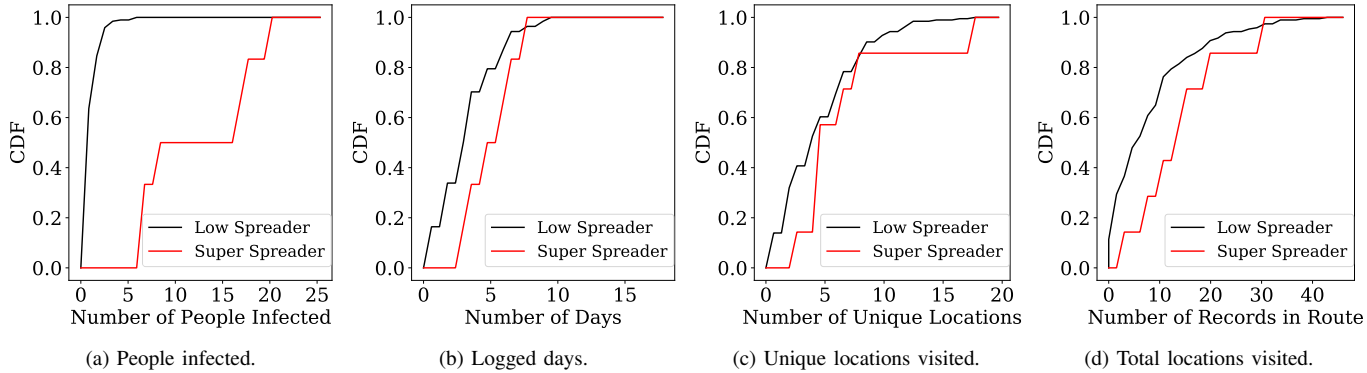 1.0
0.8
0.6
0.4
0.2
0.0
CDF
0 5 10 15 20 25
Number of People Infected
Low Spreader
Super Spreader
(a) People infected.
1.0
0.8
0.6
0.4
0.2
0.0
CDF
0 5 10 15
Number of Days
Low Spreader
Super Spreader
(b) Logged days.
1.0
0.8
0.6
0.4
0.2
0.0
CDF
0 5 10 15 20
Number of Unique Locations
Low Spreader
Super Spreader
(c) Unique locations visited.
1.0
0.8
0.6
0.4
0.2
0.0
CDF
0 10 20 30 40
Number of Records in Route
Low Spreader
Super Spreader
(d) Total locations visited.